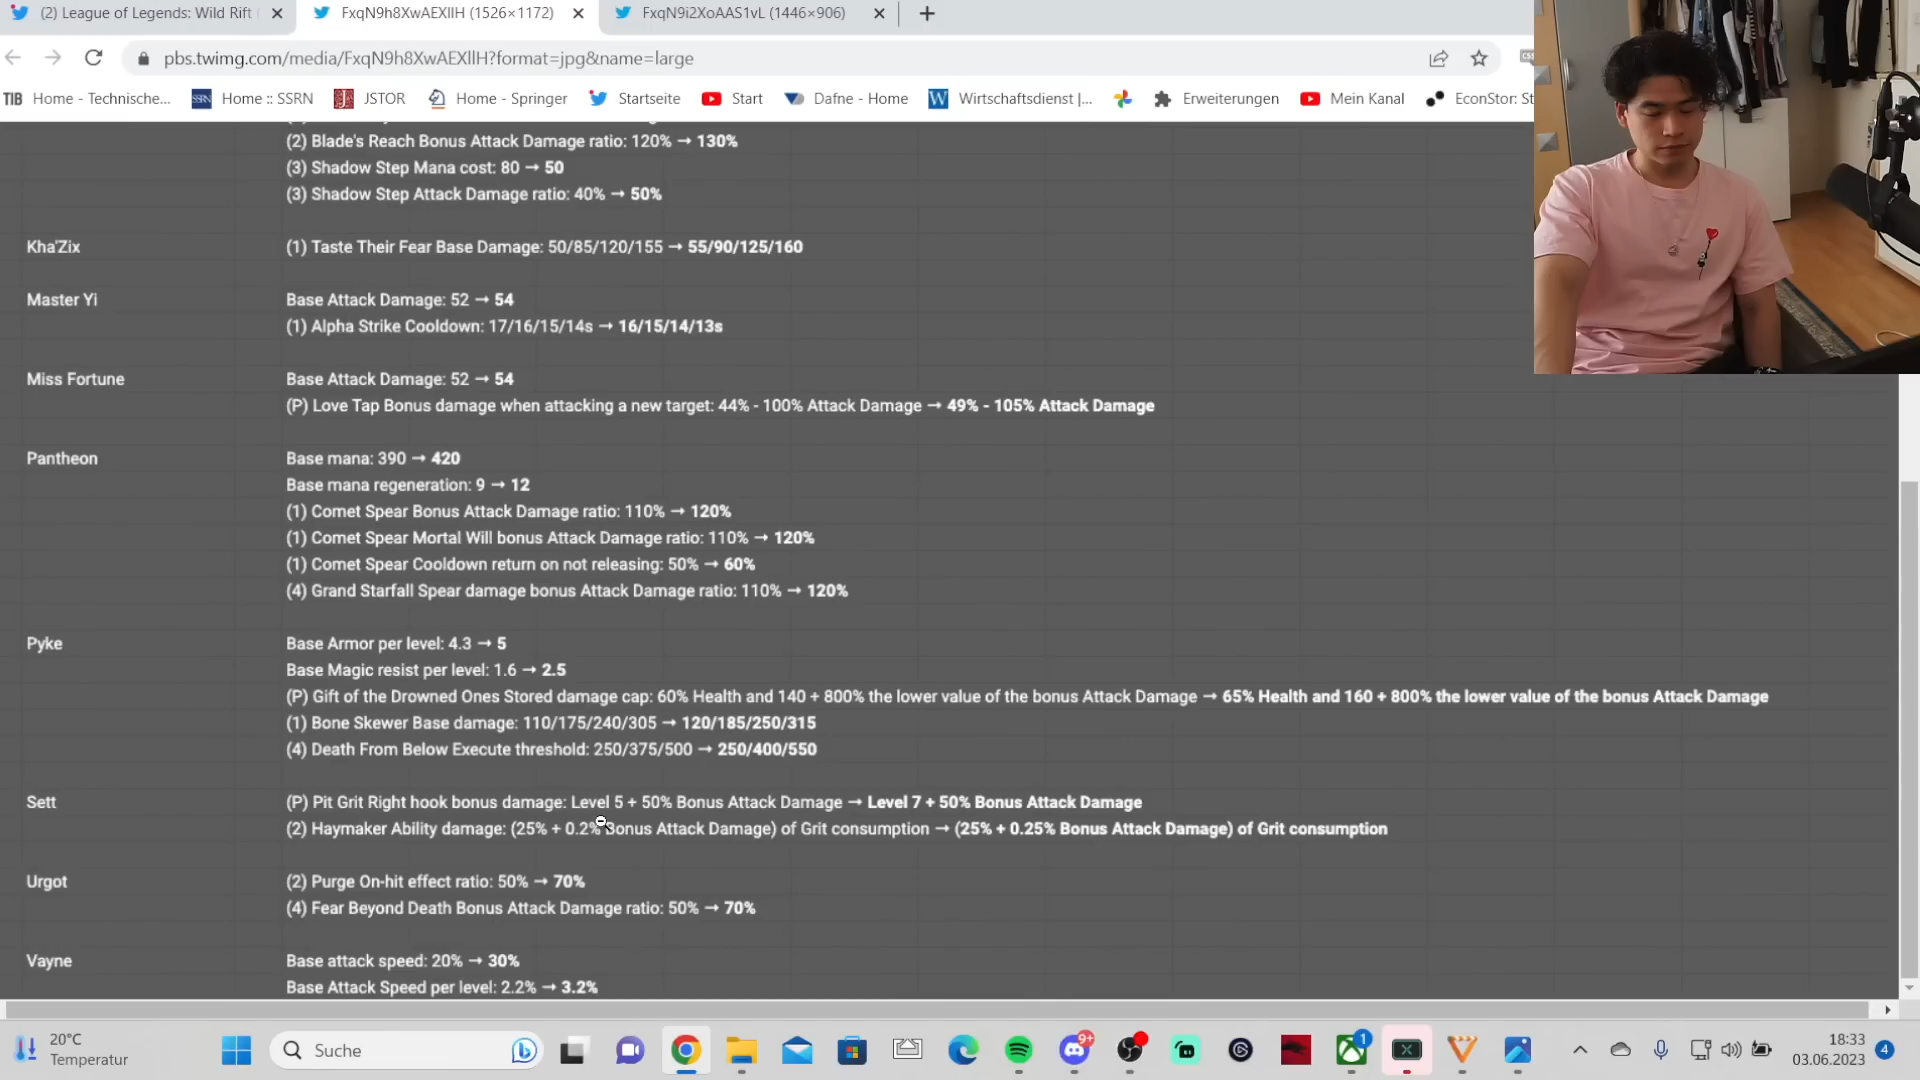 (2) League of Legends: Wild Rift
FxqN9h8XwAEXllH (1526×1172)
FxqN9i2XoAAS1vL (1446×906)
pbs.twimg.com/media/FxqN9h8XwAEXllH?format=jpg&name=large
TIB Home - Technische...
SSRN Home :: SSRN
JSTOR
Home - Springer
Startseite
Start
Dafne - Home
W Wirtschaftsdienst |...
Erweiterungen
Mein Kanal
EconStor: St
(2) Blade's Reach Bonus Attack Damage ratio: 120% → 130%
(3) Shadow Step Mana cost: 80 → 50
(3) Shadow Step Attack Damage ratio: 40% → 50%
Kha'Zix (1) Taste Their Fear Base Damage: 50/85/120/155 → 55/90/125/160
Master Yi Base Attack Damage: 52 → 54
(1) Alpha Strike Cooldown: 17/16/15/14s → 16/15/14/13s
Miss Fortune Base Attack Damage: 52 → 54
(P) Love Tap Bonus damage when attacking a new target: 44% - 100% Attack Damage → 49% - 105% Attack Damage
Pantheon Base mana: 390 → 420
Base mana regeneration: 9 → 12
(1) Comet Spear Bonus Attack Damage ratio: 110% → 120%
(1) Comet Spear Mortal Will bonus Attack Damage ratio: 110% → 120%
(1) Comet Spear Cooldown return on not releasing: 50% → 60%
(4) Grand Starfall Spear damage bonus Attack Damage ratio: 110% → 120%
Pyke Base Armor per level: 4.3 → 5
Base Magic resist per level: 1.6 → 2.5
(P) Gift of the Drowned Ones Stored damage cap: 60% Health and 140 + 800% the lower value of the bonus Attack Damage → 65% Health and 160 + 800% the lower value of the bonus Attack Damage
(1) Bone Skewer Base damage: 110/175/240/305 → 120/185/250/315
(4) Death From Below Execute threshold: 250/375/500 → 250/400/550
Sett (P) Pit Grit Right hook bonus damage: Level 5 + 50% Bonus Attack Damage → Level 7 + 50% Bonus Attack Damage
(2) Haymaker Ability damage: (25% + 0.2% Bonus Attack Damage) of Grit consumption → (25% + 0.25% Bonus Attack Damage) of Grit consumption
Urgot (2) Purge On-hit effect ratio: 50% → 70%
(4) Fear Beyond Death Bonus Attack Damage ratio: 50% → 70%
Vayne Base attack speed: 20% → 30%
Base Attack Speed per level: 2.2% → 3.2%
20°C
Temperatur
Suche
9+
1
18:33
03.06.2023
4